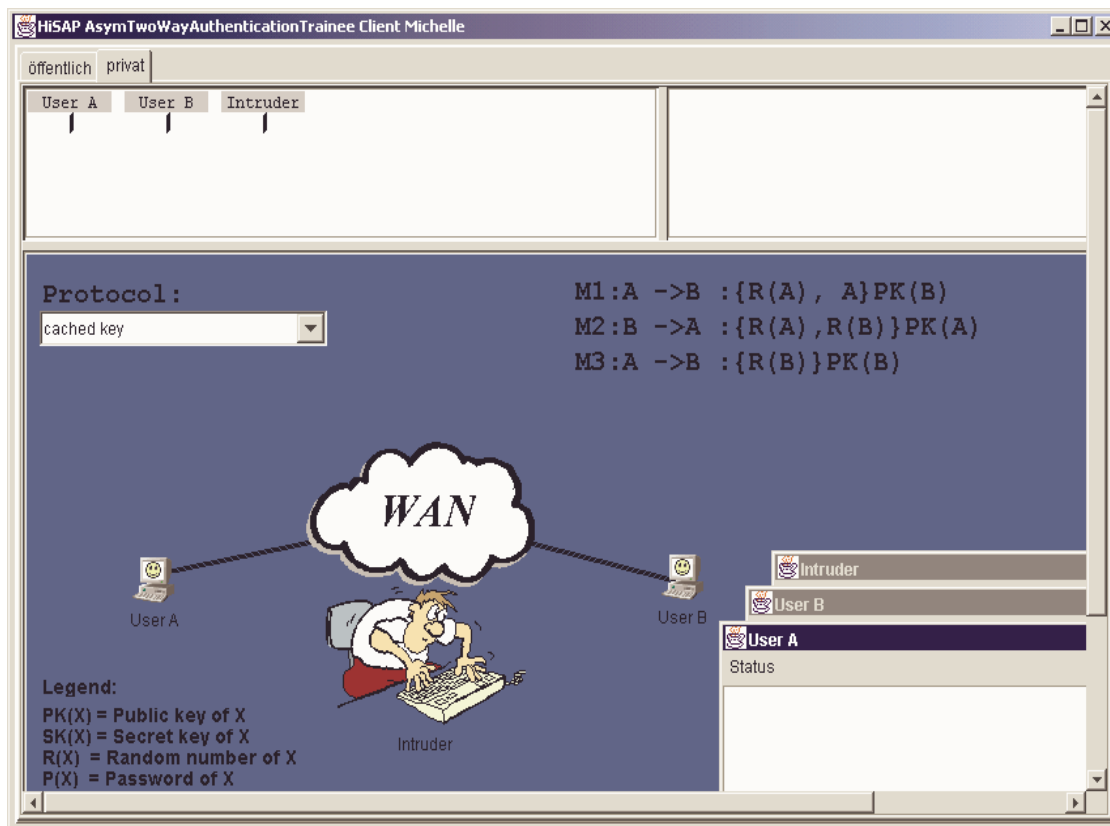 HiSAP AsymTwoWayAuthenticationTrainee Client Michelle
öffentlich privat
User A User B Intruder
Protocol:
cached key
M1:A ->B :{R(A), A}PK(B)
M2:B ->A :{R(A),R(B)}PK(A)
M3:A ->B :{R(B)}PK(B)
WAN
User A
User B
Intruder
Intruder
User B
User A
Status
Legend:
PK(X) = Public key of X
SK(X) = Secret key of X
R(X) = Random number of X
P(X) = Password of X